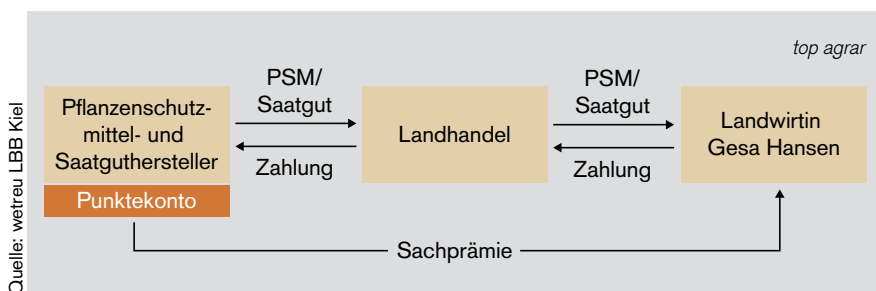 top agrar
Pflanzenschutz-
mittel- und
Saatguthersteller
Punktekonto
PSM/
Saatgut
Zahlung
Landhandel
PSM/
Saatgut
Zahlung
Landwirtin
Gesa Hansen
Sachprämie
Quelle: wetreu LBB Kiel